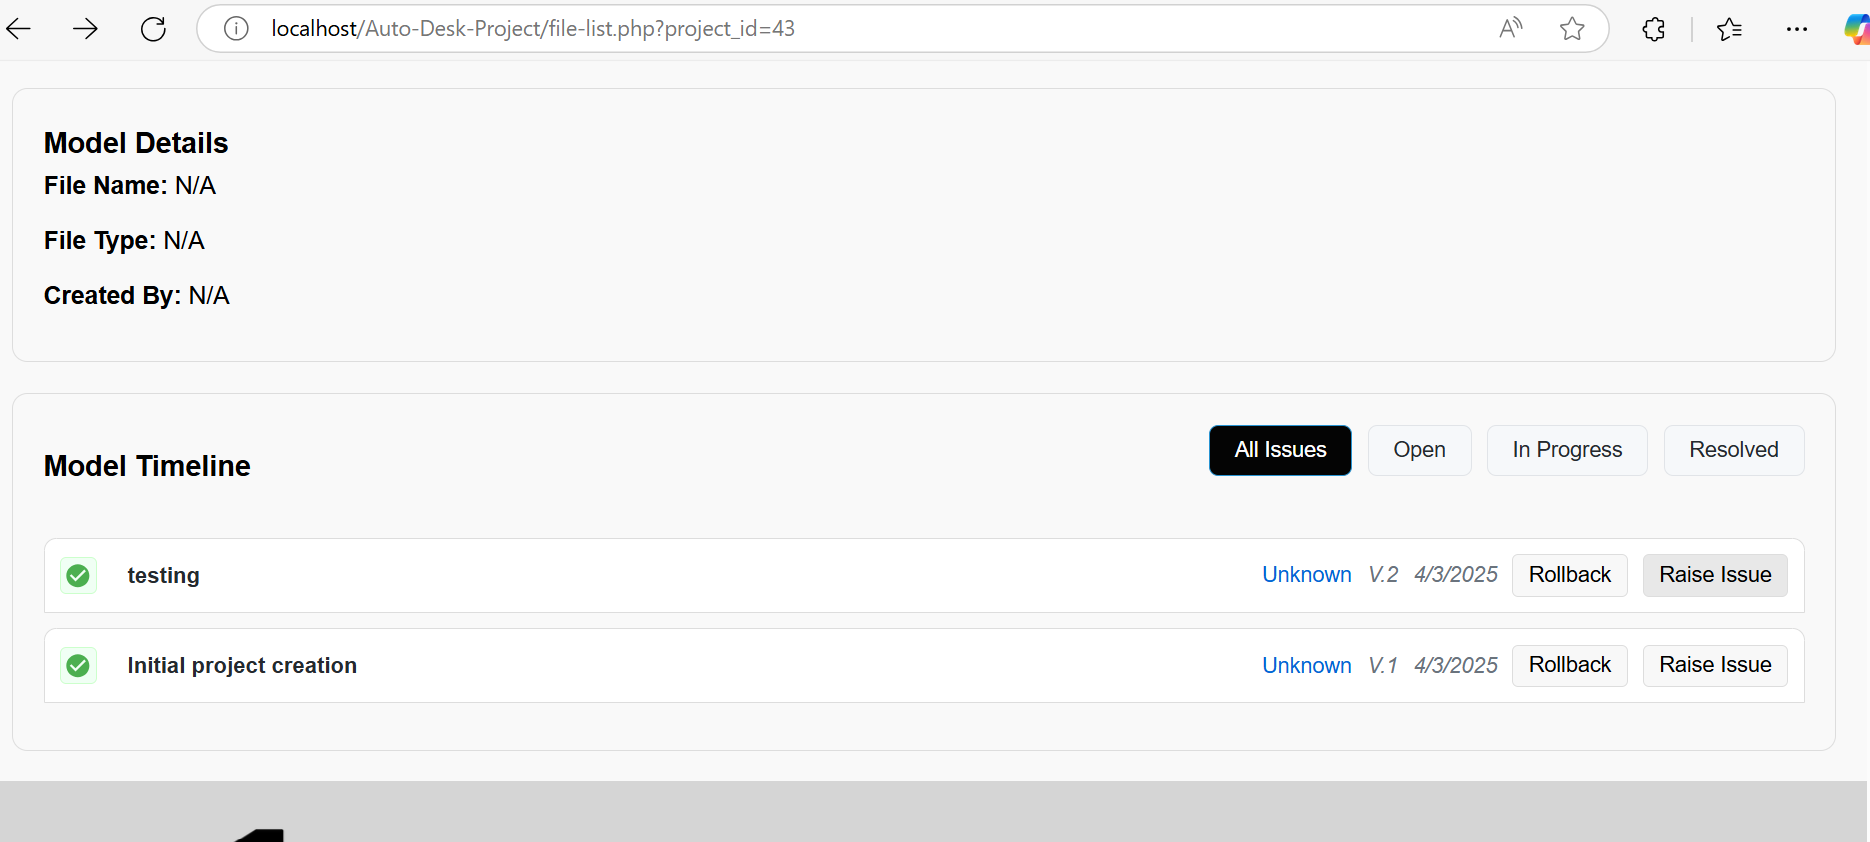 localhost/Auto-Desk-Project/file-list.php?project_id=43
Model Details
File Name: N/A
File Type: N/A
Created By: N/A
Model Timeline
All Issues
Open
In Progress
Resolved
testing
Unknown V.2 4/3/2025 Rollback Raise Issue
Initial project creation
Unknown V.1 4/3/2025 Rollback Raise Issue